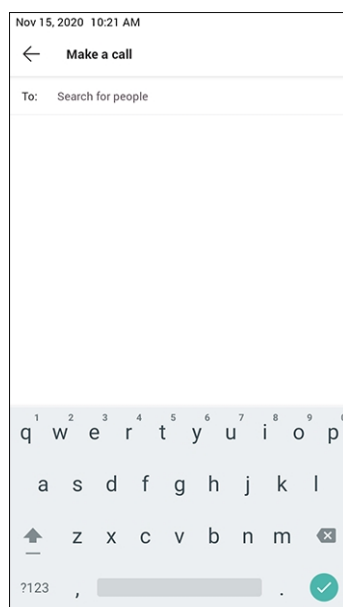 Nov 15, 2020 10:21 AM
Make a call
To: Search for people
1 2 3 4 5 6 7 8 9 0
q w e r t y u i o p
a s d f g h j k l
z x c v b n m
?123 , .